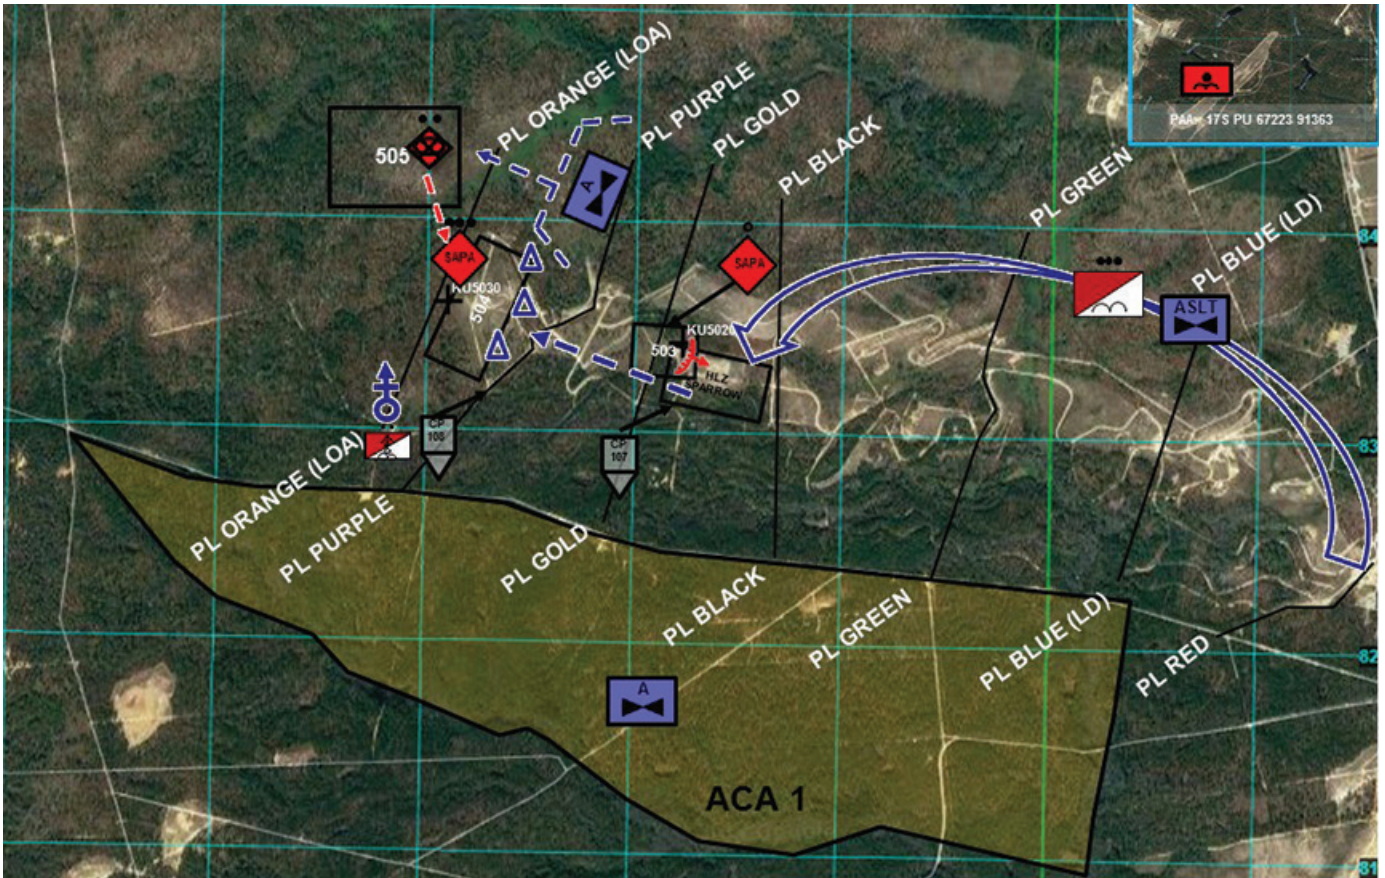 PAA- 17S PU 67223 91363
PL ORANGE (LOA)
PL PURPLE
PL GOLD
PL BLACK
PL GREEN
PL BLUE (LD)
505
A
84
SAPA
SAPA
KU5030
504
ASLT
KU5020
503
HLZ
SPARROW
CP
108
CP
107
83
PL ORANGE (LOA)
PL PURPLE
PL GOLD
PL BLACK
PL GREEN
PL BLUE (LD)
PL RED
82
A
ACA 1
81